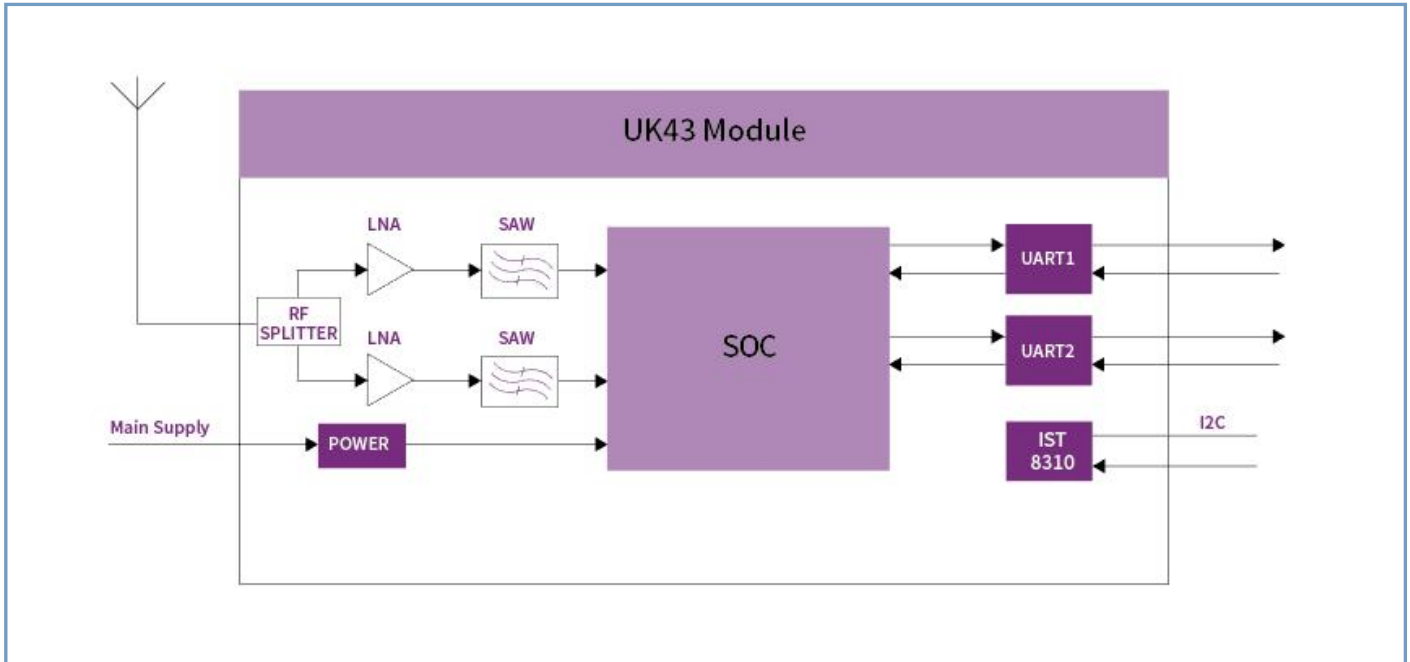 UK43 Module
LNA
SAW
RF
SPLITTER
LNA
SAW
SOC
UART1
UART2
Main Supply
POWER
IST
8310
I2C